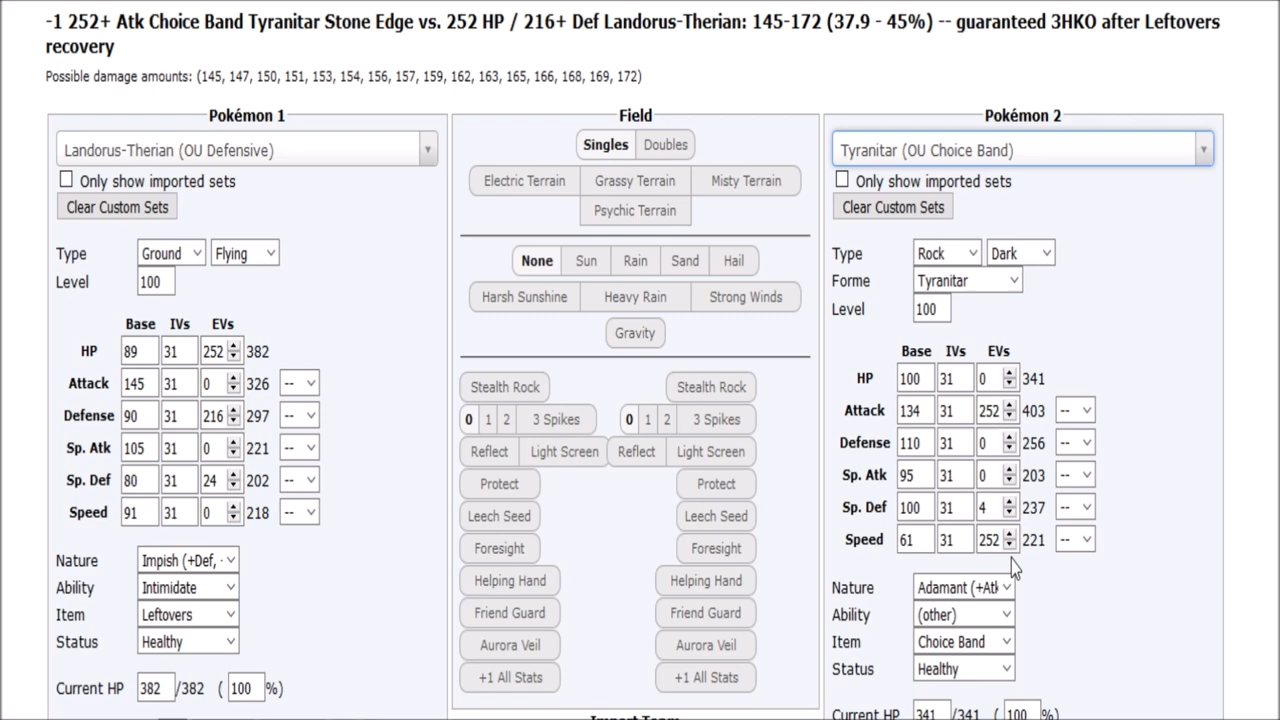 -1 252+ Atk Choice Band Tyranitar Stone Edge vs. 252 HP / 216+ Def Landorus-Therian: 145-172 (37.9 - 45%) -- guaranteed 3HKO after Leftovers
recovery
Possible damage amounts: (145, 147, 150, 151, 153, 154, 156, 157, 159, 162, 163, 165, 166, 168, 169, 172)
Pokémon 1
Landorus-Therian (OU Defensive)
Only show imported sets
Clear Custom Sets
Type Ground Flying
Level 100
Base IVs EVs
HP 89 31 252 382
Attack 145 31 0 326 --
Defense 90 31 216 297 --
Sp. Atk 105 31 0 221 --
Sp. Def 80 31 24 202 --
Speed 91 31 0 218 --
Nature Impish (+Def, -
Ability Intimidate
Item Leftovers
Status Healthy
Current HP 382 /382 ( 100 %)
Field
Singles Doubles
Electric Terrain Grassy Terrain Misty Terrain
Psychic Terrain
None Sun Rain Sand Hail
Harsh Sunshine Heavy Rain Strong Winds
Gravity
Stealth Rock Stealth Rock
0 1 2 3 Spikes 0 1 2 3 Spikes
Reflect Light Screen Reflect Light Screen
Protect Protect
Leech Seed Leech Seed
Foresight Foresight
Helping Hand Helping Hand
Friend Guard Friend Guard
Aurora Veil Aurora Veil
+1 All Stats +1 All Stats
Import Team
Pokémon 2
Tyranitar (OU Choice Band)
Only show imported sets
Clear Custom Sets
Type Rock Dark
Forme Tyranitar
Level 100
Base IVs EVs
HP 100 31 0 341
Attack 134 31 252 403 --
Defense 110 31 0 256 --
Sp. Atk 95 31 0 203 --
Sp. Def 100 31 4 237 --
Speed 61 31 252 221 --
Nature Adamant (+Atk
Ability (other)
Item Choice Band
Status Healthy
Current HP 341 /341 ( 100 %)